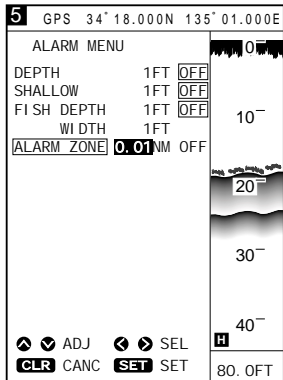 5 GPS 34°18.000N 135°01.000E
ALARM MENU
DEPTH 1FT OFF
SHALLOW 1FT OFF
FISH DEPTH 1FT OFF
WIDTH 1FT
ALARM ZONE 0.01NM OFF
ADJ SEL
CLR CANC SET SET
0
10
20
30
40
H
80.0FT